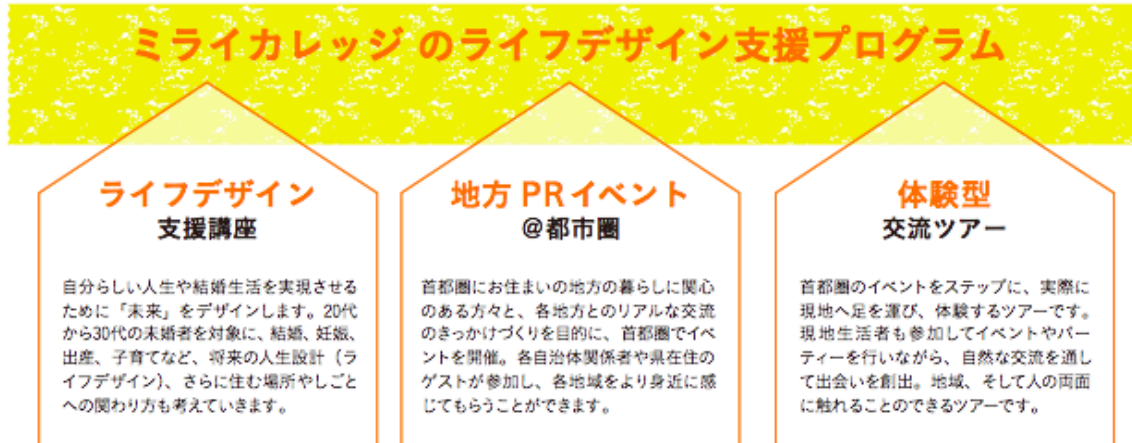 ミライカレッジ のライフデザイン支援プログラム
ライフデザイン
支援講座
自分らしい人生や結婚生活を実現させる
ために「未来」をデザインします。20代
から30代の未婚者を対象に、結婚、妊娠、
出産、子育てなど、将来の人生設計（ラ
イフデザイン）、さらに住む場所やしごと
への関わり方も考えていきます。
地方 PR イベント
@都市圏
首都圏にお住まいの地方の暮らしに関心
のある方々と、各地方とのリアルな交流
のきっかけづくりを目的に、首都圏でイベ
ントを開催。各自治体関係者や県在住の
ゲストが参加し、各地域をより身近に感
じてもらうことができます。
体験型
交流ツアー
首都圏のイベントをステップに、実際に
現地へ足を運び、体験するツアーです。
現地生活者も参加してイベントやパー
ティーを行いながら、自然な交流を通し
て出会いを創出。地域、そして人の両面
に触れることのできるツアーです。